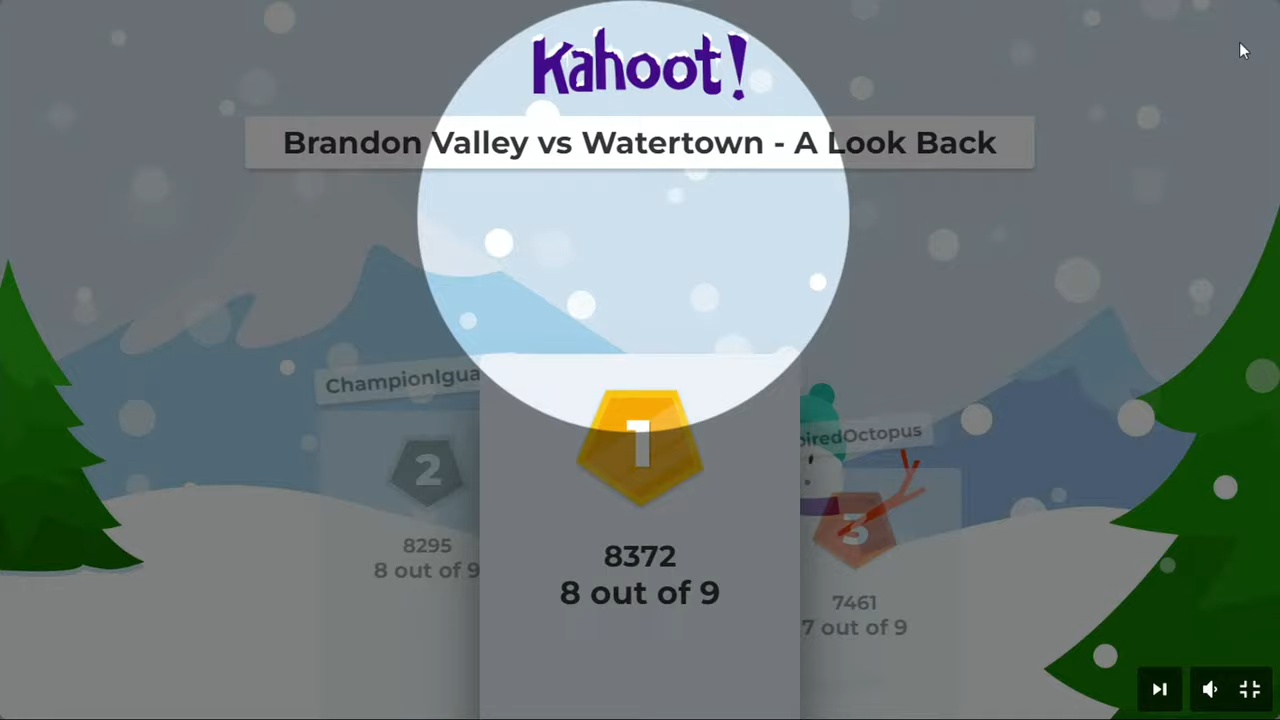 Kahoot!
Brandon Valley vs Watertown - A Look Back
ChampionIgua
piredOctopus
2
1
3
8295
8 out of 9
8372
8 out of 9
7461
7 out of 9